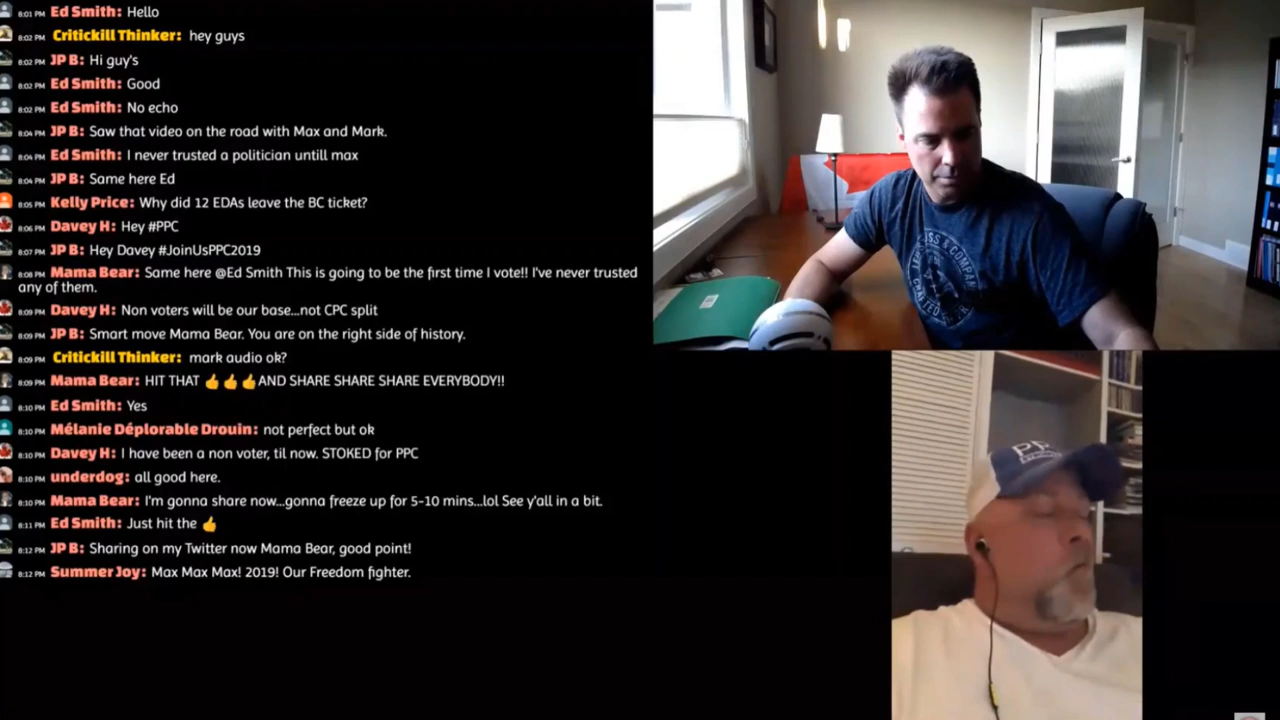 8:01 PM Ed Smith: Hello
8:02 PM Critickill Thinker: hey guys
8:02 PM JP B: Hi guy's
8:02 PM Ed Smith: Good
8:02 PM Ed Smith: No echo
8:04 PM JP B: Saw that video on the road with Max and Mark.
8:04 PM Ed Smith: I never trusted a politician untill max
8:04 PM JP B: Same here Ed
8:05 PM Kelly Price: Why did 12 EDAs leave the BC ticket?
8:06 PM Davey H: Hey #PPC
8:07 PM JP B: Hey Davey #JoinUsPPC2019
8:08 PM Mama Bear: Same here @Ed Smith This is going to be the first time I vote!! I've never trusted
any of them.
8:09 PM Davey H: Non voters will be our base...not CPC split
8:09 PM JP B: Smart move Mama Bear. You are on the right side of history.
8:09 PM Critickill Thinker: mark audio ok?
8:09 PM Mama Bear: HIT THAT 👍👍👍AND SHARE SHARE SHARE EVERYBODY!!
8:10 PM Ed Smith: Yes
8:10 PM Mélanie Déplorable Drouin: not perfect but ok
8:10 PM Davey H: I have been a non voter, til now. STOKED for PPC
8:10 PM underdog: all good here.
8:10 PM Mama Bear: I'm gonna share now...gonna freeze up for 5-10 mins...lol See y'all in a bit.
8:11 PM Ed Smith: Just hit the 👍
8:12 PM JP B: Sharing on my Twitter now Mama Bear, good point!
8:12 PM Summer Joy: Max Max Max! 2019! Our Freedom fighter.
& COMPAN
CRAFTED